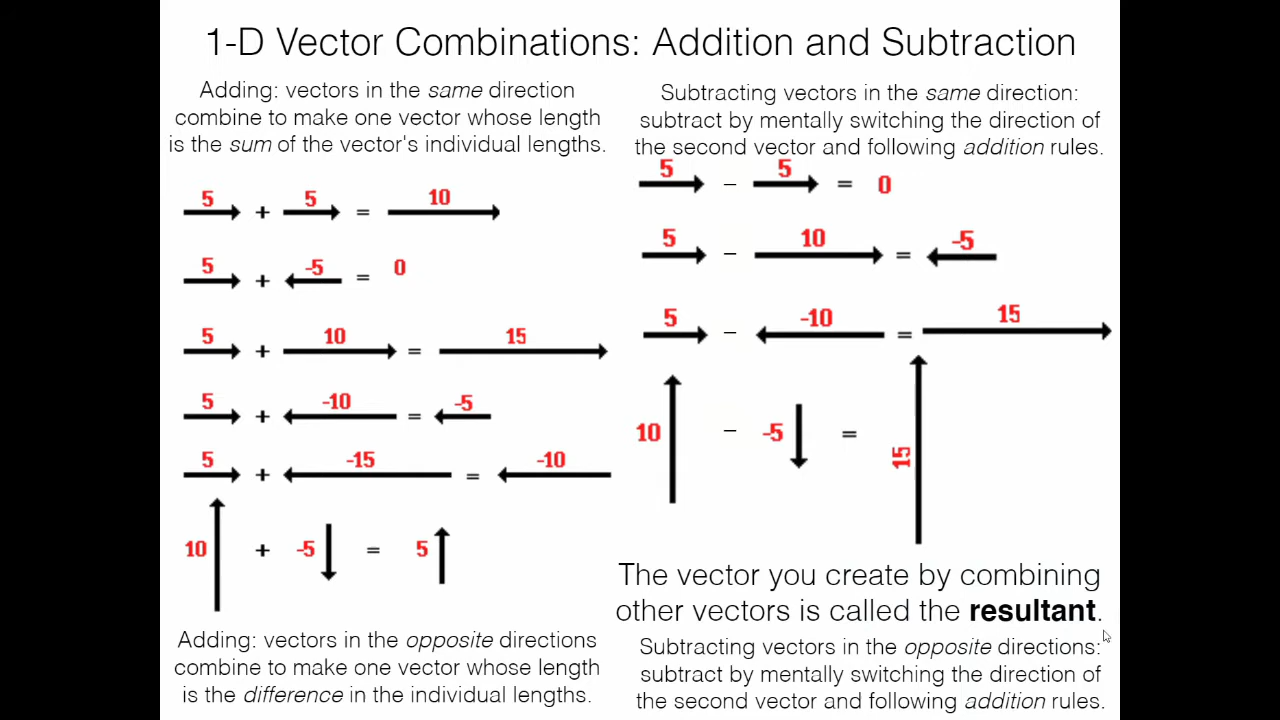 1-D Vector Combinations: Addition and Subtraction
Adding: vectors in the same direction
combine to make one vector whose length
is the sum of the vector's individual lengths.
5 + 5 = 10
5 + -5 = 0
5 + 10 = 15
5 + -10 = -5
5 + -15 = -10
10 + -5 = 5
Adding: vectors in the opposite directions
combine to make one vector whose length
is the difference in the individual lengths.
Subtracting vectors in the same direction:
subtract by mentally switching the direction of
the second vector and following addition rules.
5 – 5 = 0
5 – 10 = -5
5 – -10 = 15
10 – -5 = 15
The vector you create by combining
other vectors is called the resultant.
Subtracting vectors in the opposite directions:
subtract by mentally switching the direction of
the second vector and following addition rules.